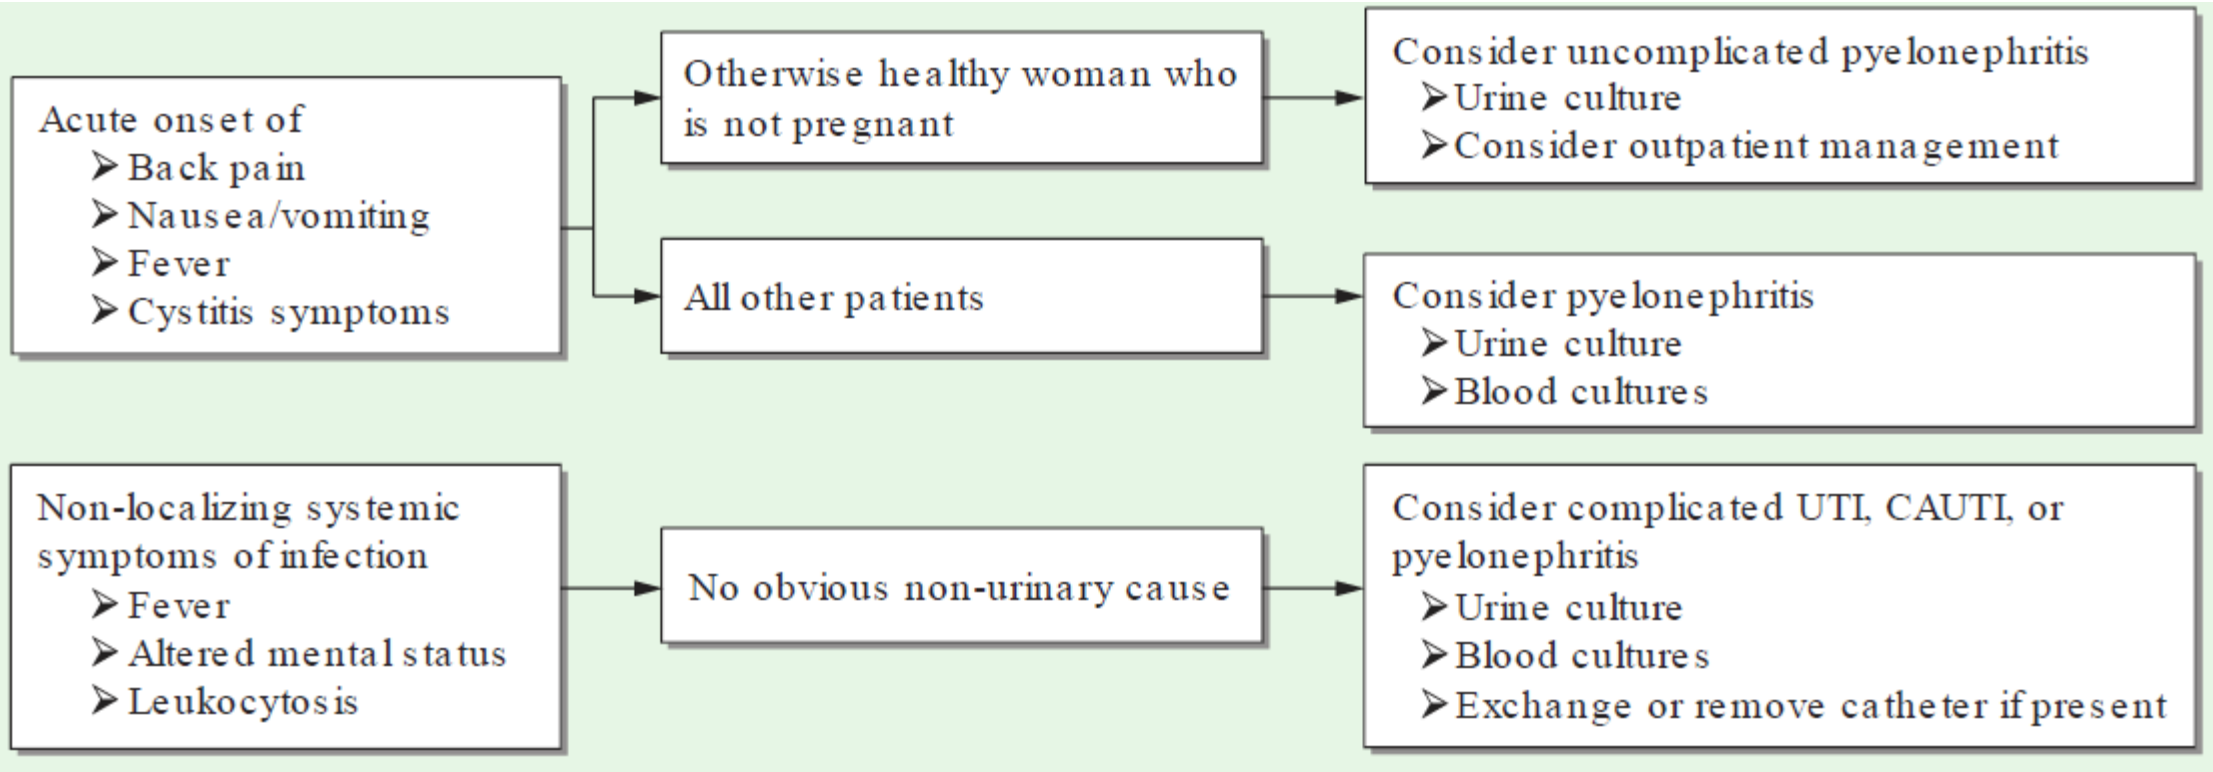 Acute onset of
➢ Back pain
➢ Nausea/vomiting
➢ Fever
➢ Cystitis symptoms
Otherwise healthy woman who
is not pregnant
Consider uncomplicated pyelonephritis
➢ Urine culture
➢ Consider outpatient management
All other patients
Consider pyelonephritis
➢ Urine culture
➢ Blood cultures
Non-localizing systemic
symptoms of infection
➢ Fever
➢ Altered mental status
➢ Leukocytosis
No obvious non-urinary cause
Consider complicated UTI, CAUTI, or
pyelonephritis
➢ Urine culture
➢ Blood cultures
➢ Exchange or remove catheter if present